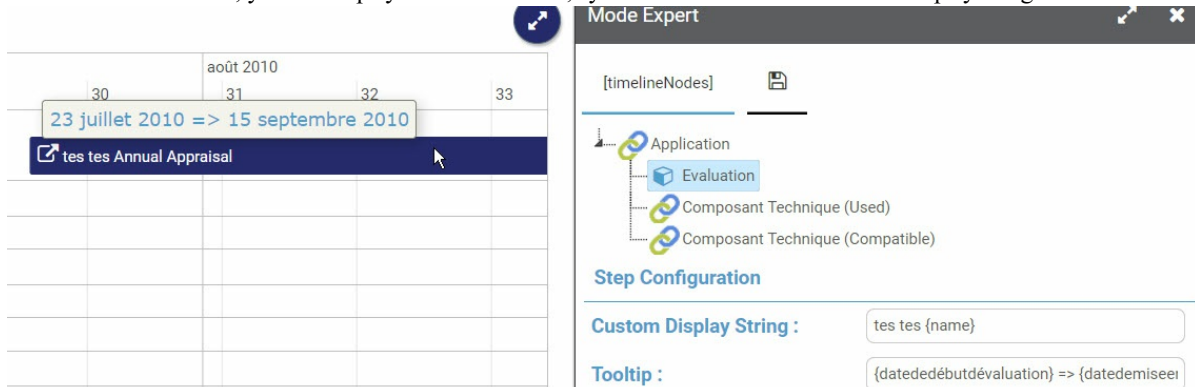 Mode Expert
août 2010
30 31 32 33
23 juillet 2010 => 15 septembre 2010
tes tes Annual Appraisal
[timelineNodes]
Application
Evaluation
Composant Technique (Used)
Composant Technique (Compatible)
Step Configuration
Custom Display String : tes tes {name}
Tooltip : {datededébutdévaluation} => {datedemiseer